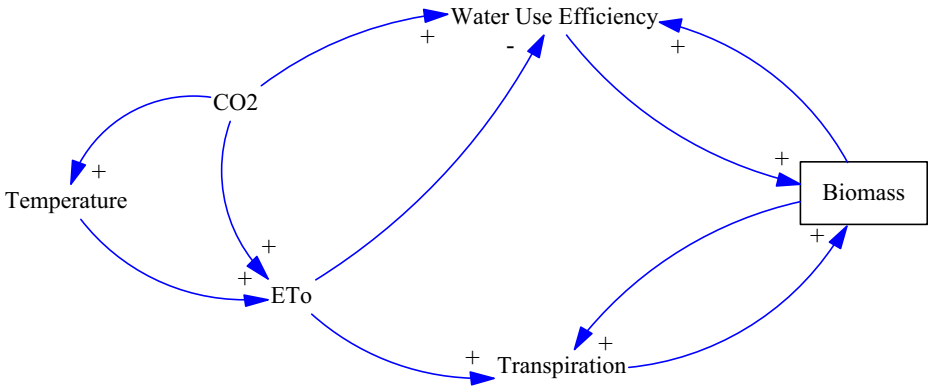 Water Use Efficiency
+
-
+
CO2
+
+
Temperature
Biomass
+
+
+
ETo
+
+
Transpiration